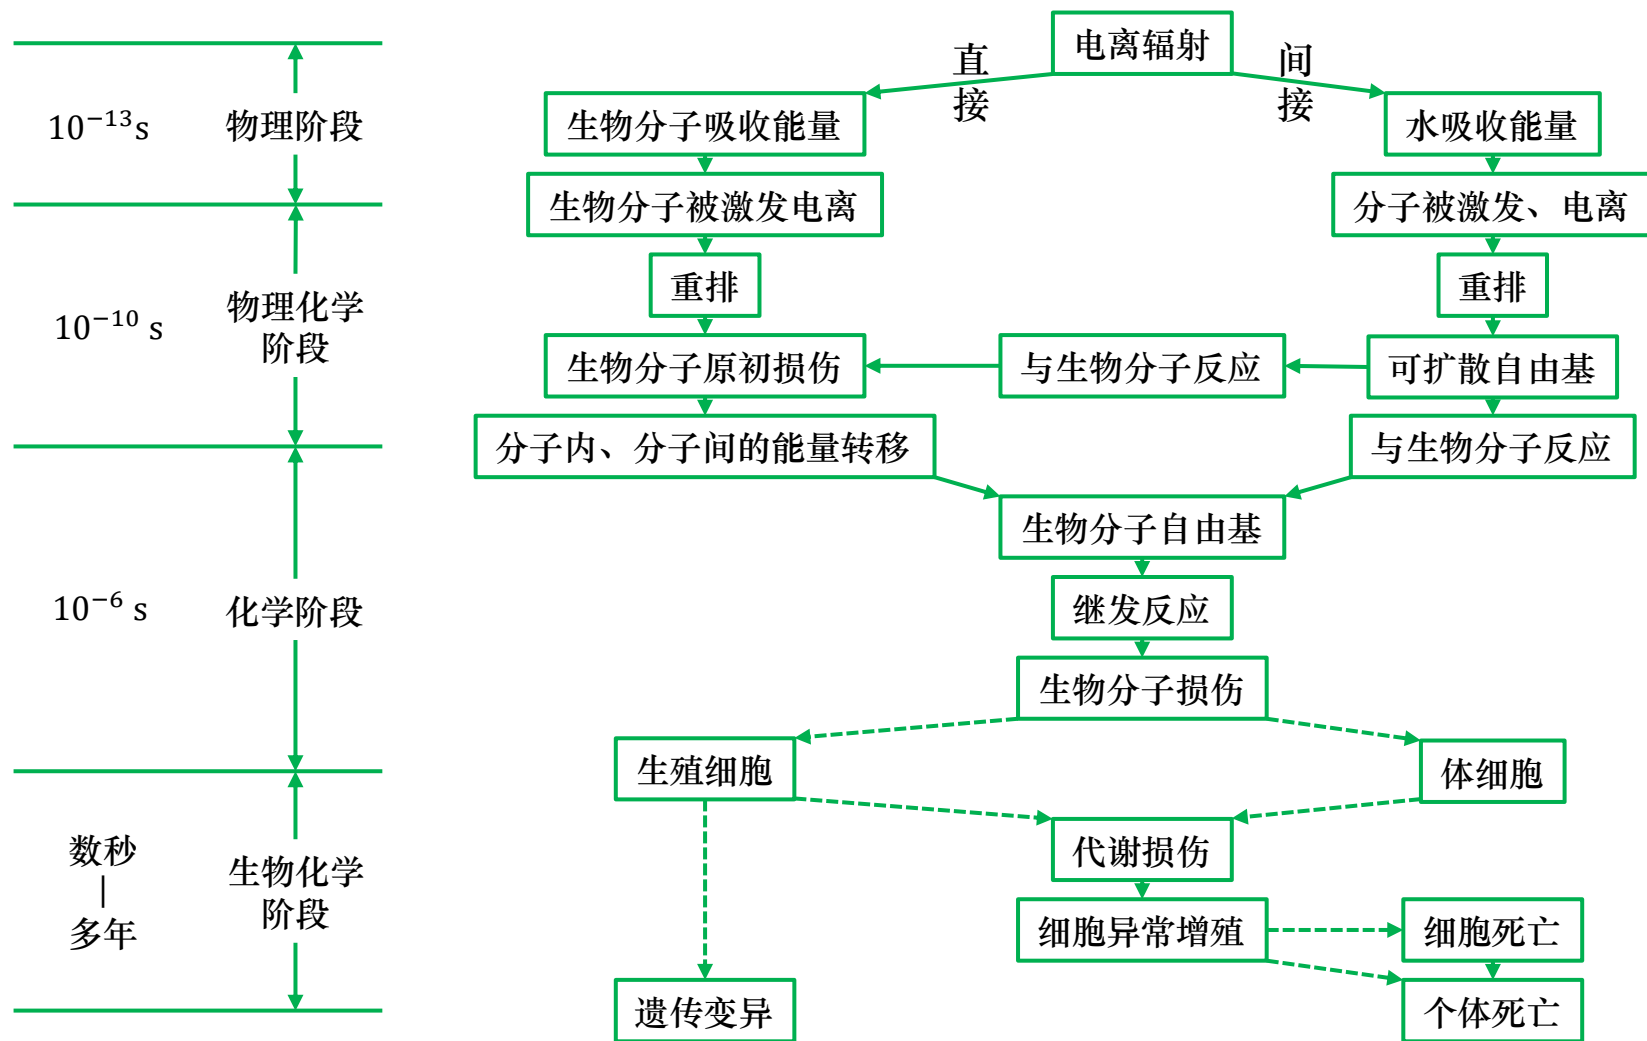 电离辐射
直接
间接
10⁻¹³s
物理阶段
生物分子吸收能量
水吸收能量
生物分子被激发电离
分子被激发、电离
重排
重排
10⁻¹⁰ s
物理化学
阶段
生物分子原初损伤
与生物分子反应
可扩散自由基
分子内、分子间的能量转移
与生物分子反应
生物分子自由基
10⁻⁶ s
化学阶段
继发反应
生物分子损伤
生殖细胞
体细胞
数秒
|
多年
生物化学
阶段
代谢损伤
细胞异常增殖
细胞死亡
遗传变异
个体死亡